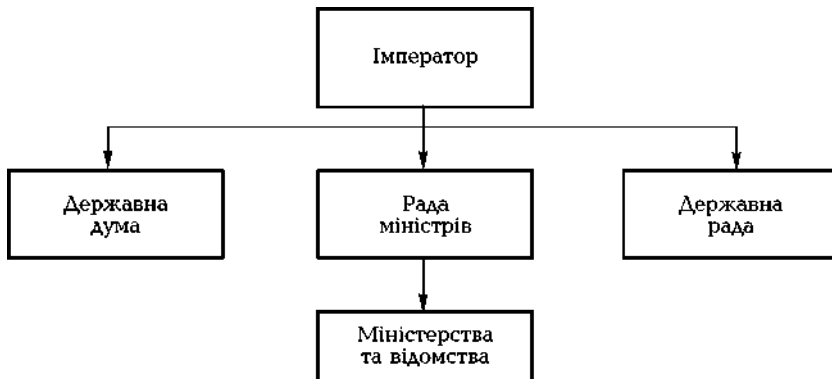 Імператор
Державна
дума
Рада
міністрів
Державна
рада
Міністерства
та відомства